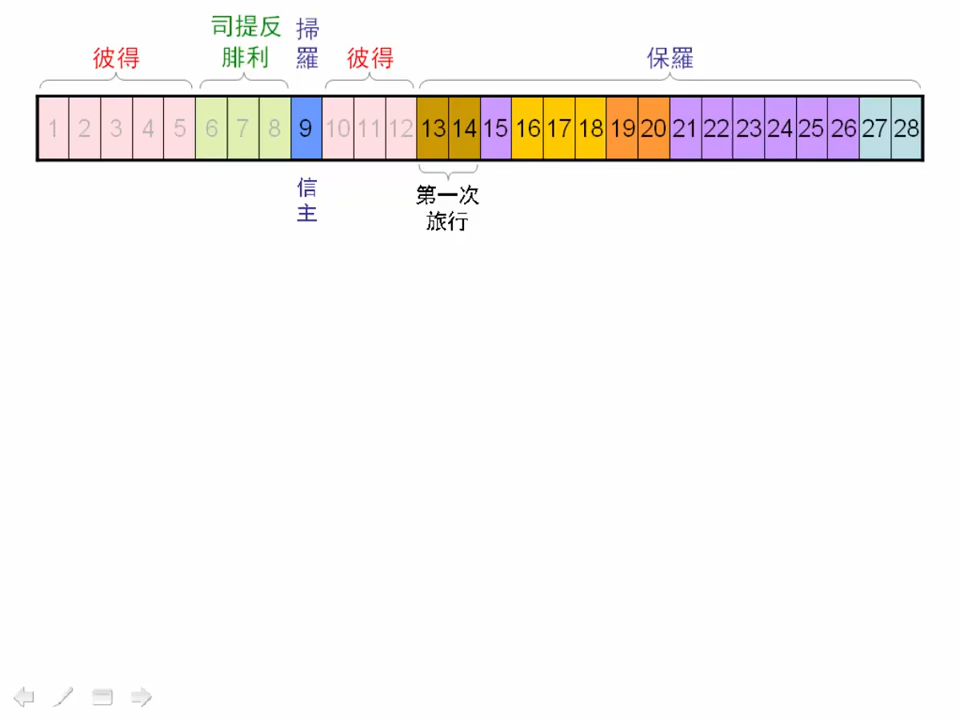 彼得
司提反
腓利
掃
羅
彼得
保羅
1 2 3 4 5 6 7 8 9 10 11 12 13 14 15 16 17 18 19 20 21 22 23 24 25 26 27 28
信
主
第一次
旅行